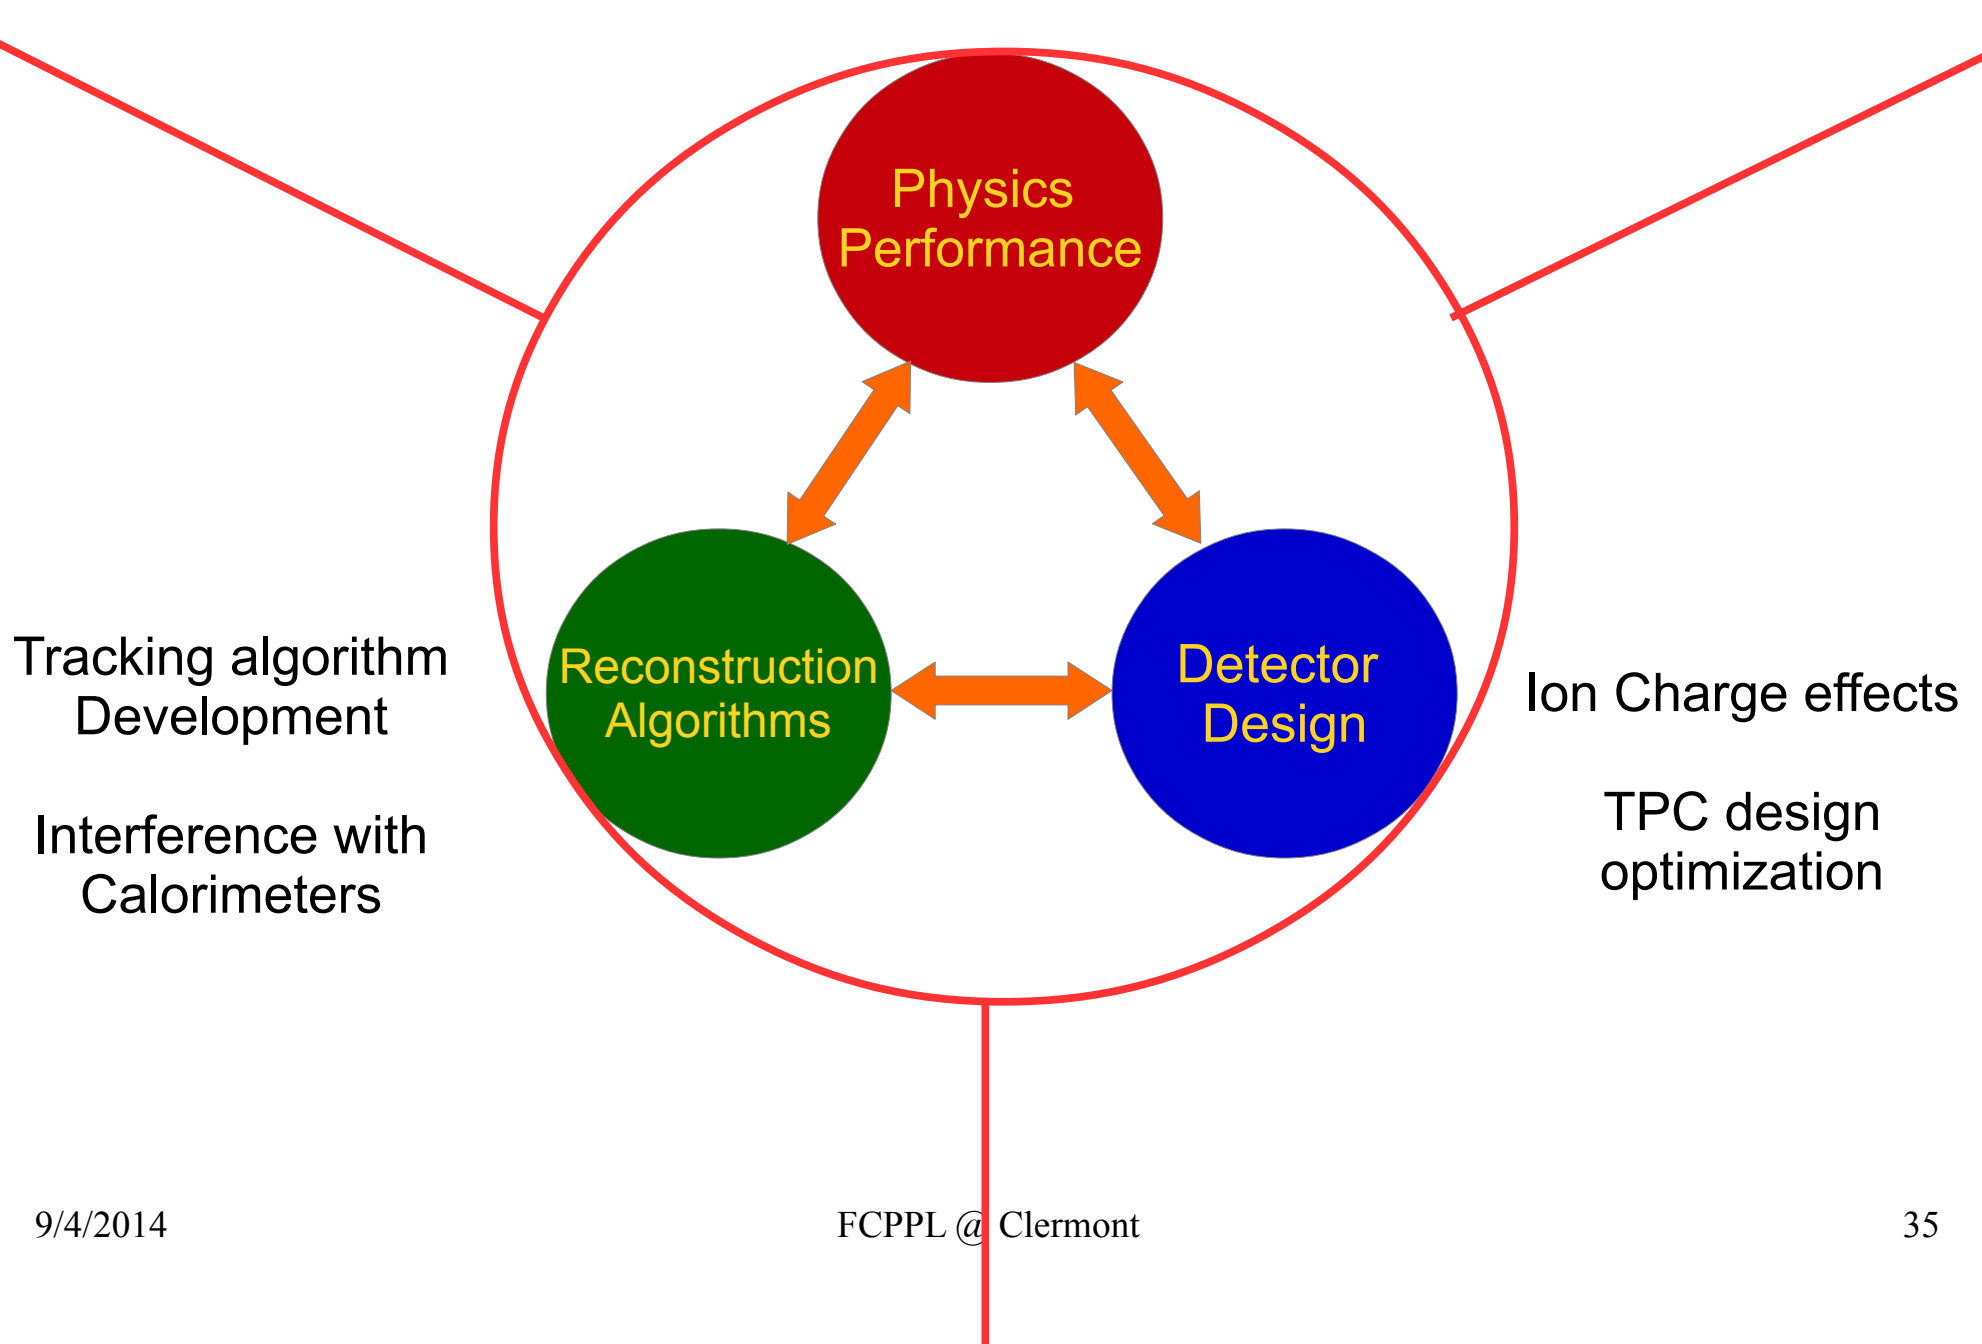 Physics
Performance
Reconstruction
Algorithms
Detector
Design
Tracking algorithm
Development
Interference with
Calorimeters
Ion Charge effects
TPC design
optimization
9/4/2014
FCPPL @ Clermont
35